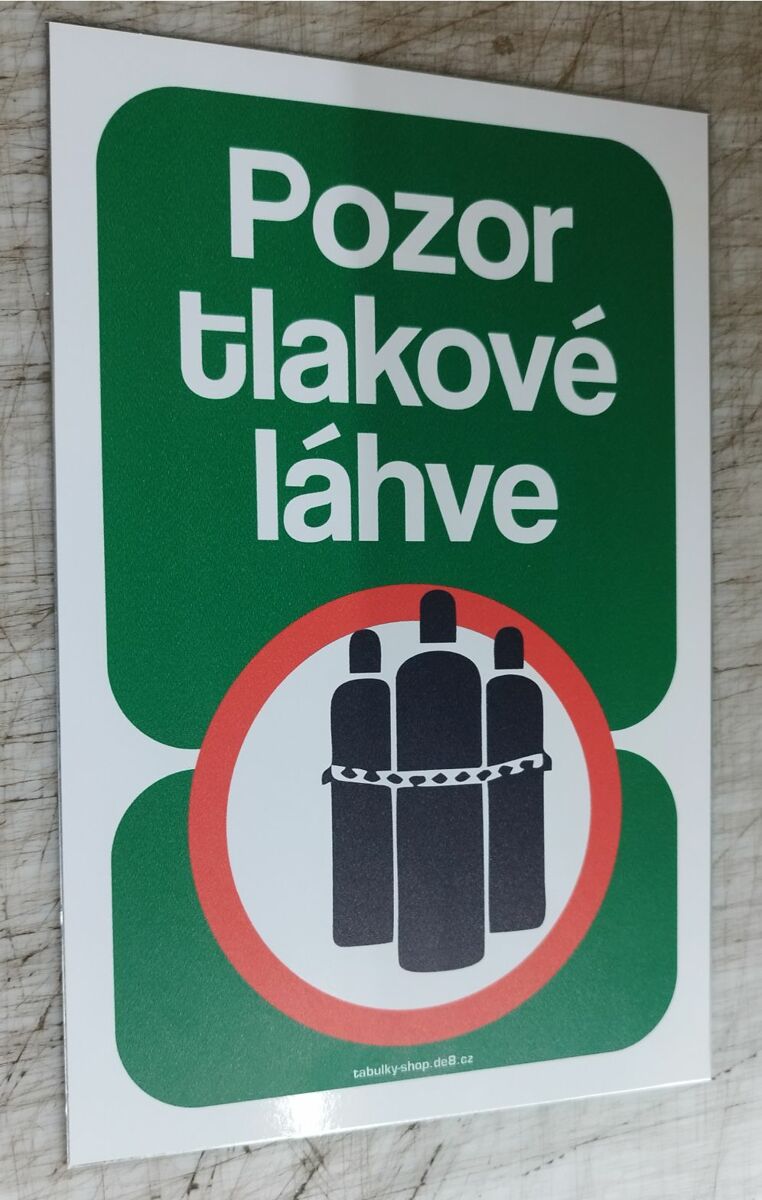 Pozor
tlakové
láhve
tabulky-shop.de8.cz